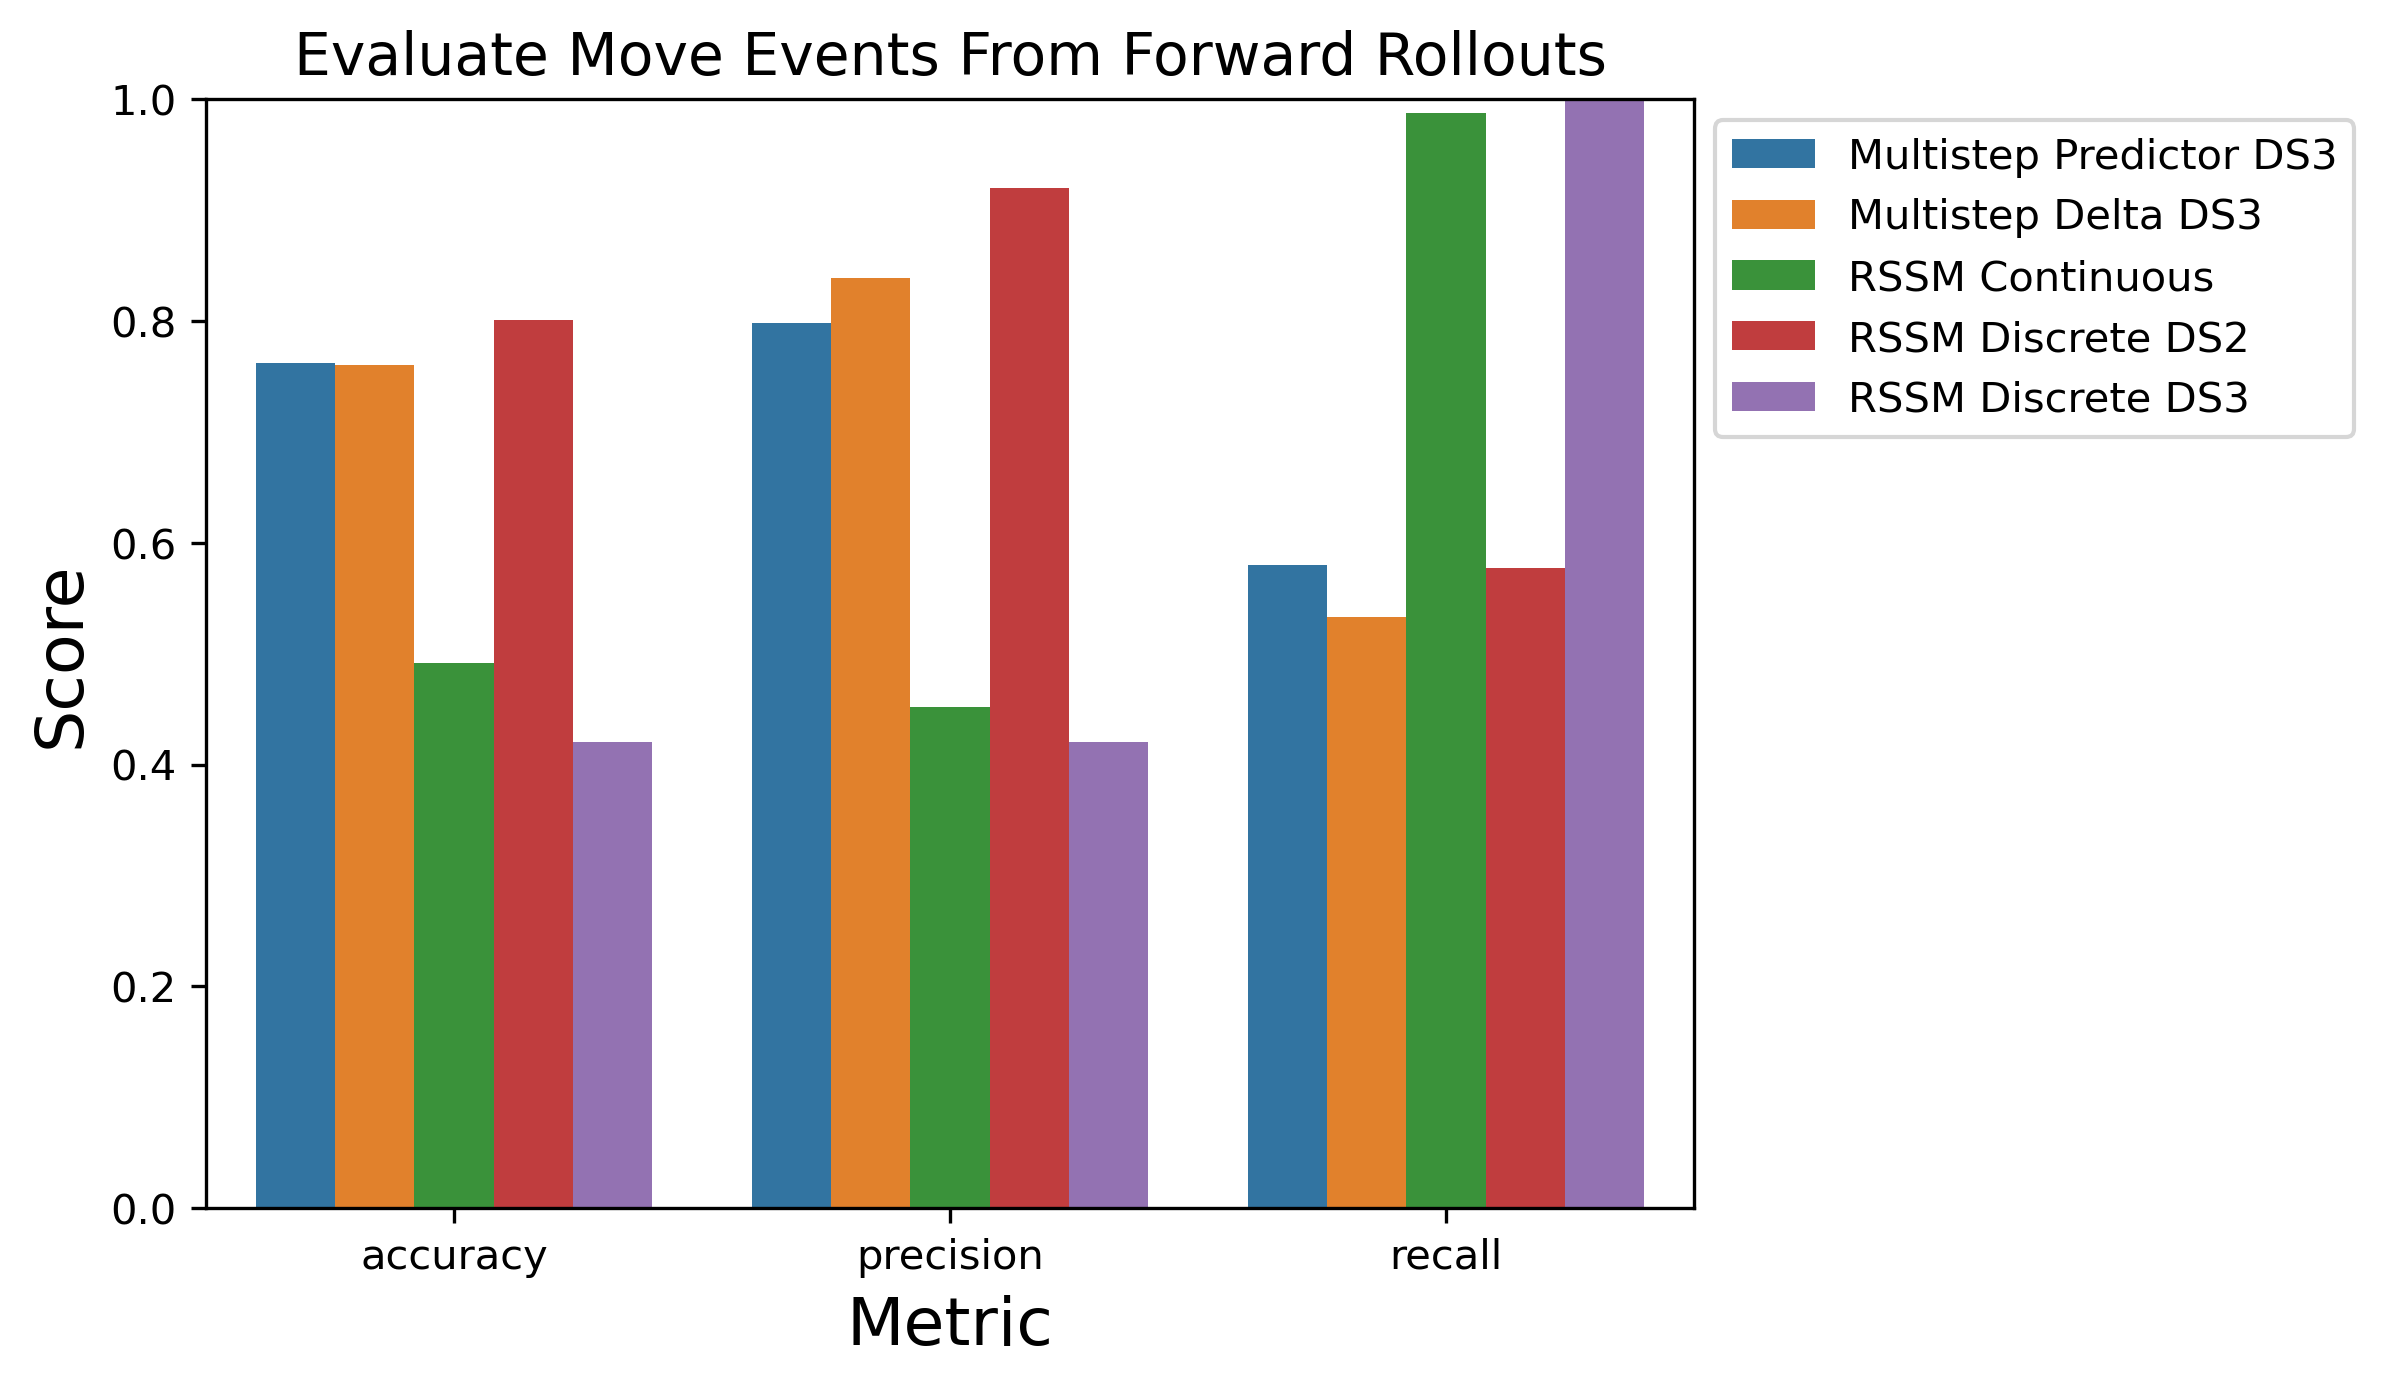 Evaluate Move Events From Forward Rollouts
1.0
0.8
0.6
0.4
0.2
0.0
Score
accuracy precision recall
Metric
Multistep Predictor DS3
Multistep Delta DS3
RSSM Continuous
RSSM Discrete DS2
RSSM Discrete DS3